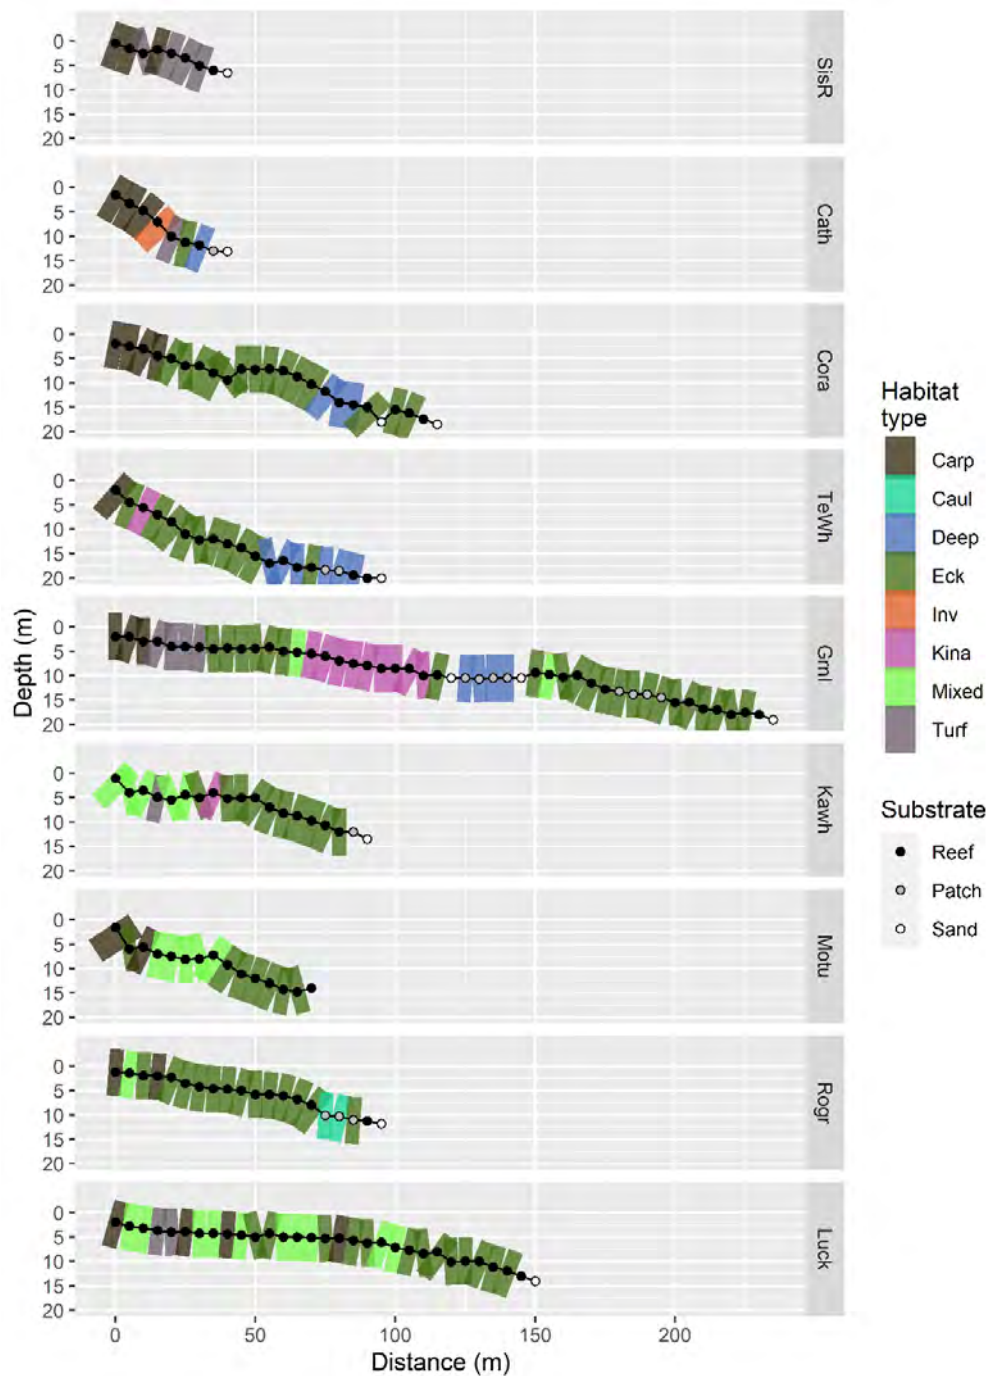 0
5
10
15
20
SisR
0
5
10
15
20
Cath
0
5
10
15
20
Cora
0
5
10
15
20
TeWh
0
5
10
15
20
GrnI
0
5
10
15
20
Kawh
0
5
10
15
20
Motu
0
5
10
15
20
Rogr
0
5
10
15
20
Luck
Depth (m)
0
50
100
150
200
Distance (m)
Habitat
type
Carp
Caul
Deep
Eck
Inv
Kina
Mixed
Turf
Substrate
Reef
Patch
Sand